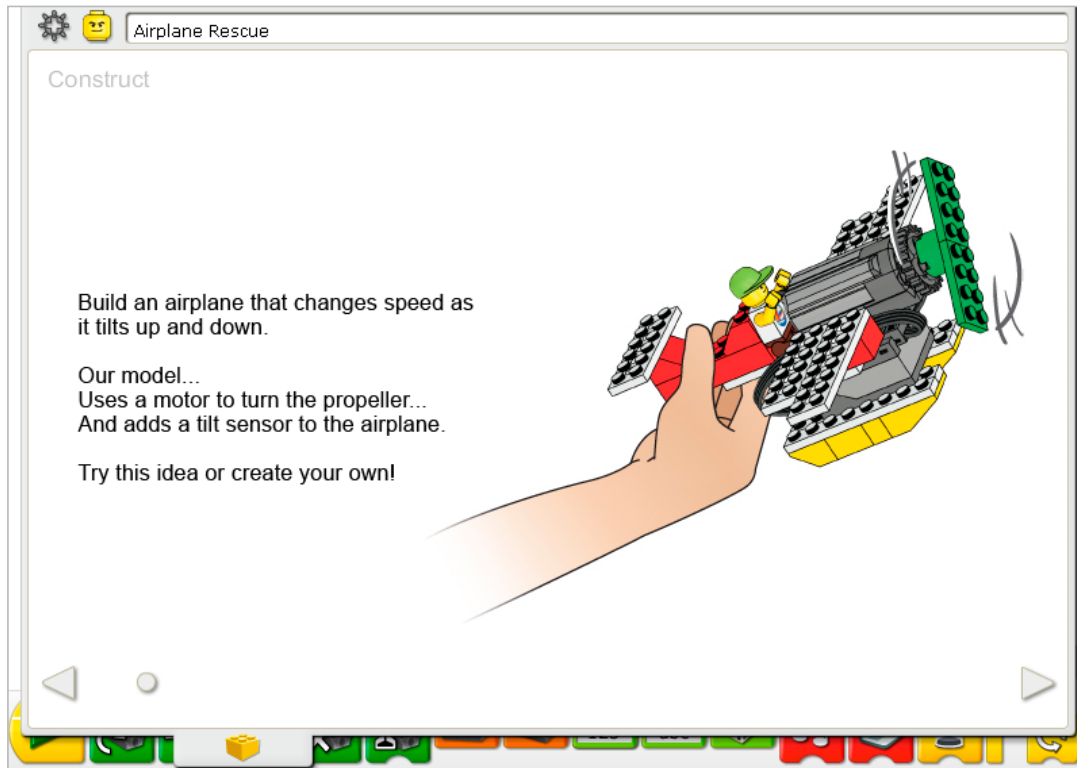 Airplane Rescue
Construct
Build an airplane that changes speed as
it tilts up and down.
Our model...
Uses a motor to turn the propeller...
And adds a tilt sensor to the airplane.
Try this idea or create your own!